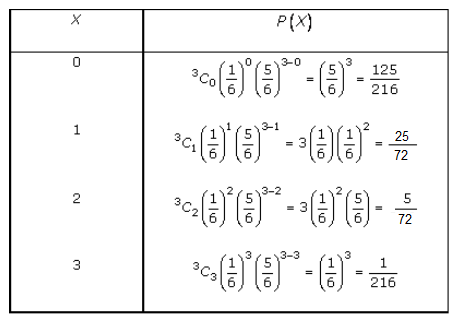 X P(X)
0 ³C₀(1/6)⁰(5/6)³⁻⁰ = (5/6)³ = 125/216
1 ³C₁(1/6)¹(5/6)³⁻¹ = 3(1/6)(1/6)² = 25/72
2 ³C₂(1/6)²(5/6)³⁻² = 3(1/6)²(5/6) = 5/72
3 ³C₃(1/6)³(5/6)³⁻³ = (1/6)³ = 1/216